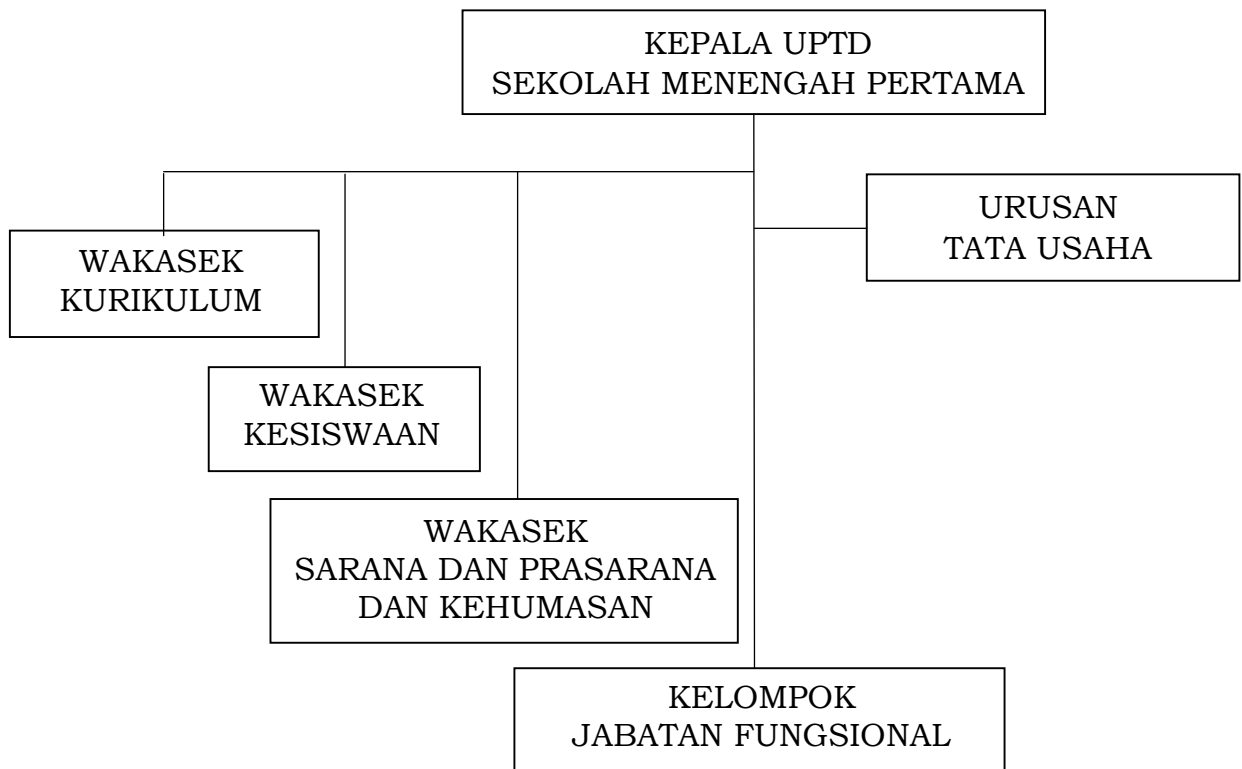 KEPALA UPTD
SEKOLAH MENENGAH PERTAMA
URUSAN
TATA USAHA
WAKASEK
KURIKULUM
WAKASEK
KESISWAAN
WAKASEK
SARANA DAN PRASARANA
DAN KEHUMASAN
KELOMPOK
JABATAN FUNGSIONAL